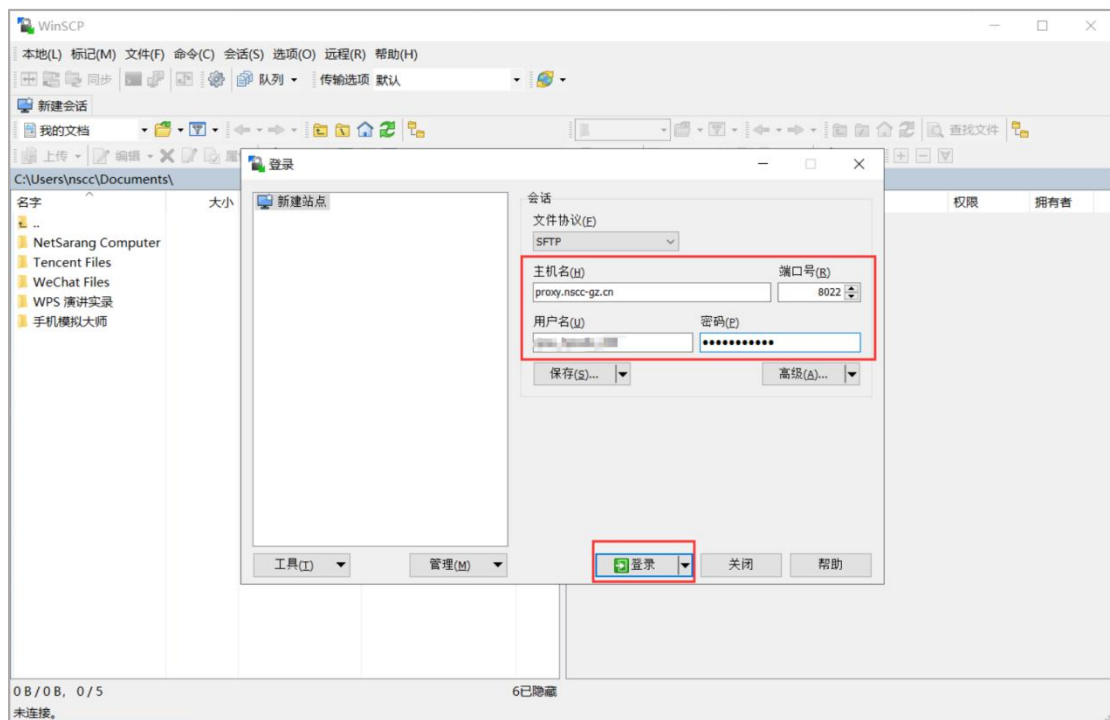 WinSCP
本地(L) 标记(M) 文件(F) 命令(C) 会话(S) 选项(O) 远程(R) 帮助(H)
同步 队列 传输选项 默认
新建会话
我的文档 查找文件
上传 编辑
C:\Users\nscc\Documents\
名字 大小 权限 拥有者
..
NetSarang Computer
Tencent Files
WeChat Files
WPS 演讲实录
手机模拟大师
登录
新建站点
会话
文件协议(F)
SFTP
主机名(H) 端口号(R)
proxy.nscc-gz.cn 8022
用户名(U) 密码(P)
保存(S)... 高级(A)...
工具(T) 管理(M) 登录 关闭 帮助
0 B / 0 B, 0 / 5 6已隐藏
未连接。